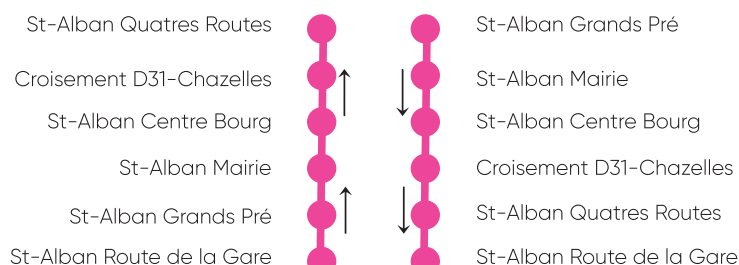 St-Alban Quatres Routes
Croisement D31-Chazelles
St-Alban Centre Bourg
St-Alban Mairie
St-Alban Grands Pré
St-Alban Route de la Gare
St-Alban Grands Pré
St-Alban Mairie
St-Alban Centre Bourg
Croisement D31-Chazelles
St-Alban Quatres Routes
St-Alban Route de la Gare